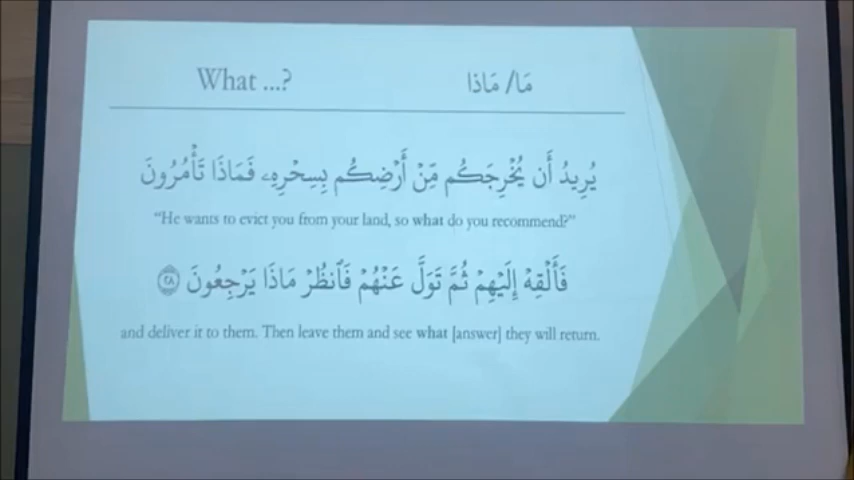 What ...? مَا/ مَاذَا
يُرِيدُ أَن يُخْرِجَكُم مِّنْ أَرْضِكُم بِسِحْرِهِۦ فَمَاذَا تَأْمُرُونَ
“He wants to evict you from your land, so what do you recommend?”
فَأَلْقِهْ إِلَيْهِمْ ثُمَّ تَوَلَّ عَنْهُمْ فَٱنظُرْ مَاذَا يَرْجِعُونَ ٢٨
and deliver it to them. Then leave them and see what [answer] they will return.